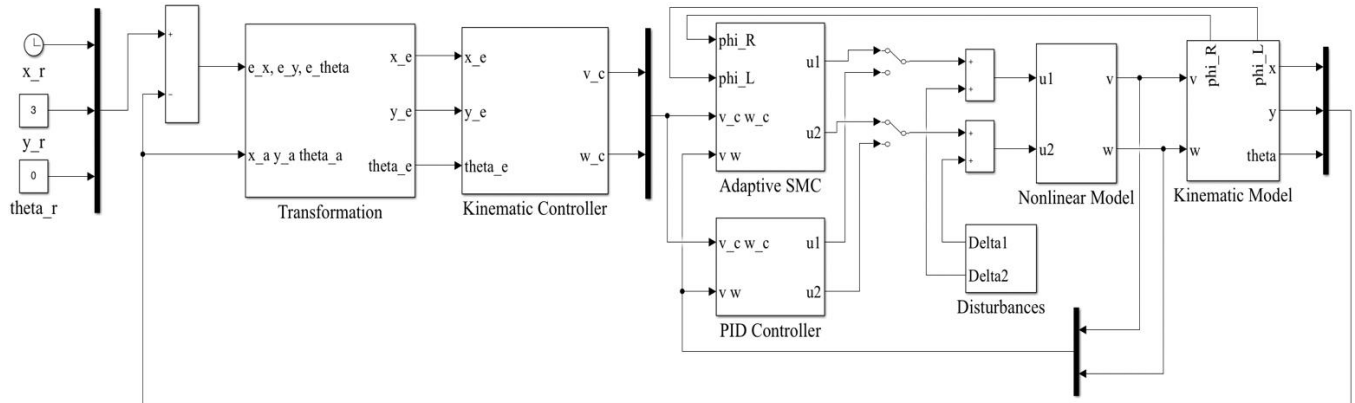 x_r
3
y_r
0
theta_r
+
−
e_x, e_y, e_theta
x_a y_a theta_a
x_e
y_e
theta_e
Transformation
x_e
y_e
theta_e
v_c
w_c
Kinematic Controller
phi_R
phi_L
v_c w_c
v w
u1
u2
Adaptive SMC
v_c w_c
v w
u1
u2
PID Controller
+
+
+
+
Delta1
Delta2
Disturbances
u1
u2
v
w
Nonlinear Model
phi_R
phi_L
v
w
x
y
theta
Kinematic Model